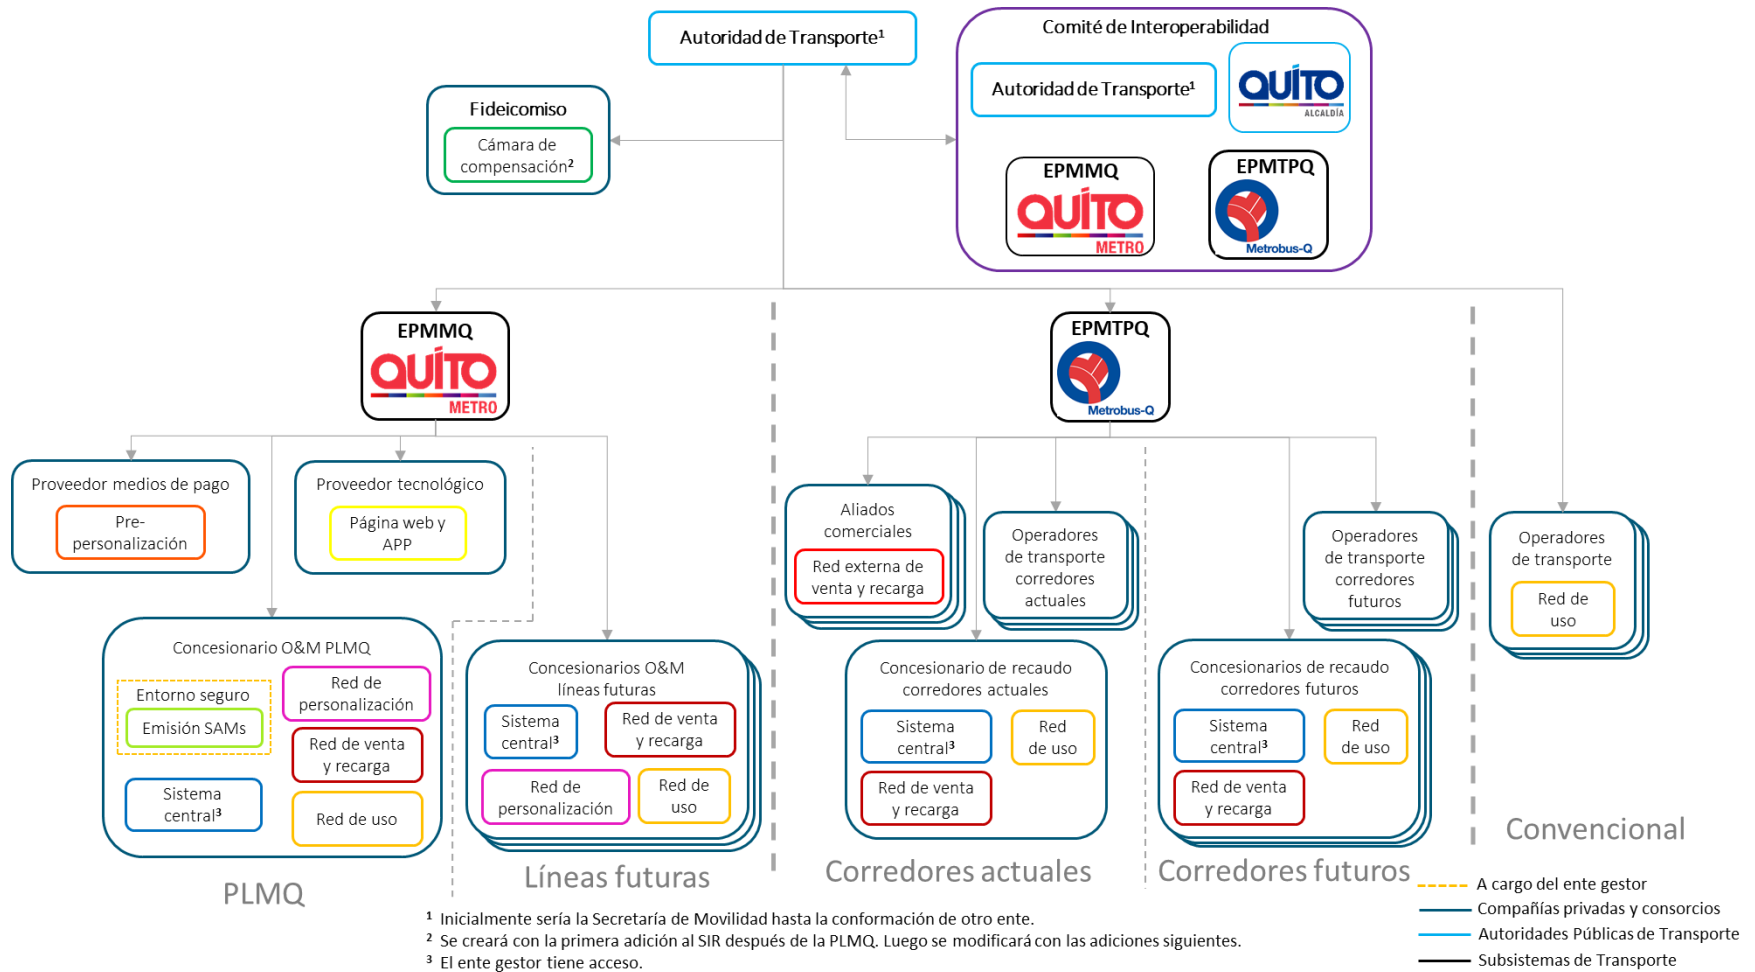 Autoridad de Transporte¹
Comité de Interoperabilidad
Autoridad de Transporte¹
QUÍTO
ALCALDÍA
EPMMQ
QUÍTO
METRO
EPMTPQ
Metrobus-Q
Fideicomiso
Cámara de
compensación²
EPMMQ
QUÍTO
METRO
EPMTPQ
Metrobus-Q
Proveedor medios de pago
Pre-
personalización
Proveedor tecnológico
Página web y
APP
Aliados
comerciales
Red externa de
venta y recarga
Operadores
de transporte
corredores
actuales
Operadores
de transporte
corredores
futuros
Operadores
de transporte
Red de
uso
Concesionario O&M PLMQ
Entorno seguro
Emisión SAMs
Red de
personalización
Red de venta
y recarga
Sistema
central³
Red de uso
Concesionarios O&M
líneas futuras
Sistema
central³
Red de venta
y recarga
Red de
personalización
Red de
uso
Concesionario de recaudo
corredores actuales
Sistema
central³
Red
de uso
Red de venta
y recarga
Concesionarios de recaudo
corredores futuros
Sistema
central³
Red
de uso
Red de venta
y recarga
PLMQ
Líneas futuras
Corredores actuales
Corredores futuros
Convencional
A cargo del ente gestor
Compañías privadas y consorcios
Autoridades Públicas de Transporte
Subsistemas de Transporte
¹ Inicialmente sería la Secretaría de Movilidad hasta la conformación de otro ente.
² Se creará con la primera adición al SIR después de la PLMQ. Luego se modificará con las adiciones siguientes.
³ El ente gestor tiene acceso.